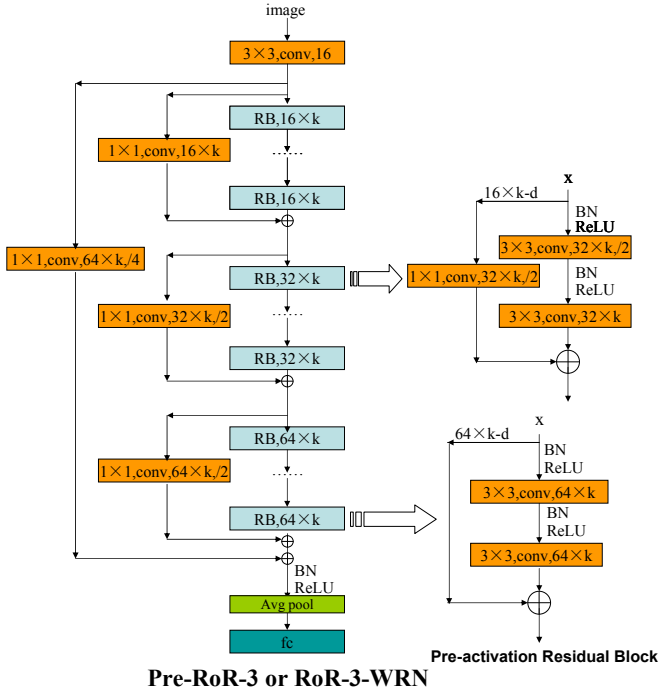 image
3×3,conv,16
RB,16×k
1×1,conv,16×k
......
RB,16×k
1×1,conv,64×k,/4
RB,32×k
1×1,conv,32×k,/2
......
RB,32×k
RB,64×k
1×1,conv,64×k,/2
......
RB,64×k
BN
ReLU
Avg pool
fc
Pre-RoR-3 or RoR-3-WRN
x
16×k-d
BN
ReLU
3×3,conv,32×k,/2
1×1,conv,32×k,/2
BN
ReLU
3×3,conv,32×k
x
64×k-d
BN
ReLU
3×3,conv,64×k
BN
ReLU
3×3,conv,64×k
Pre-activation Residual Block